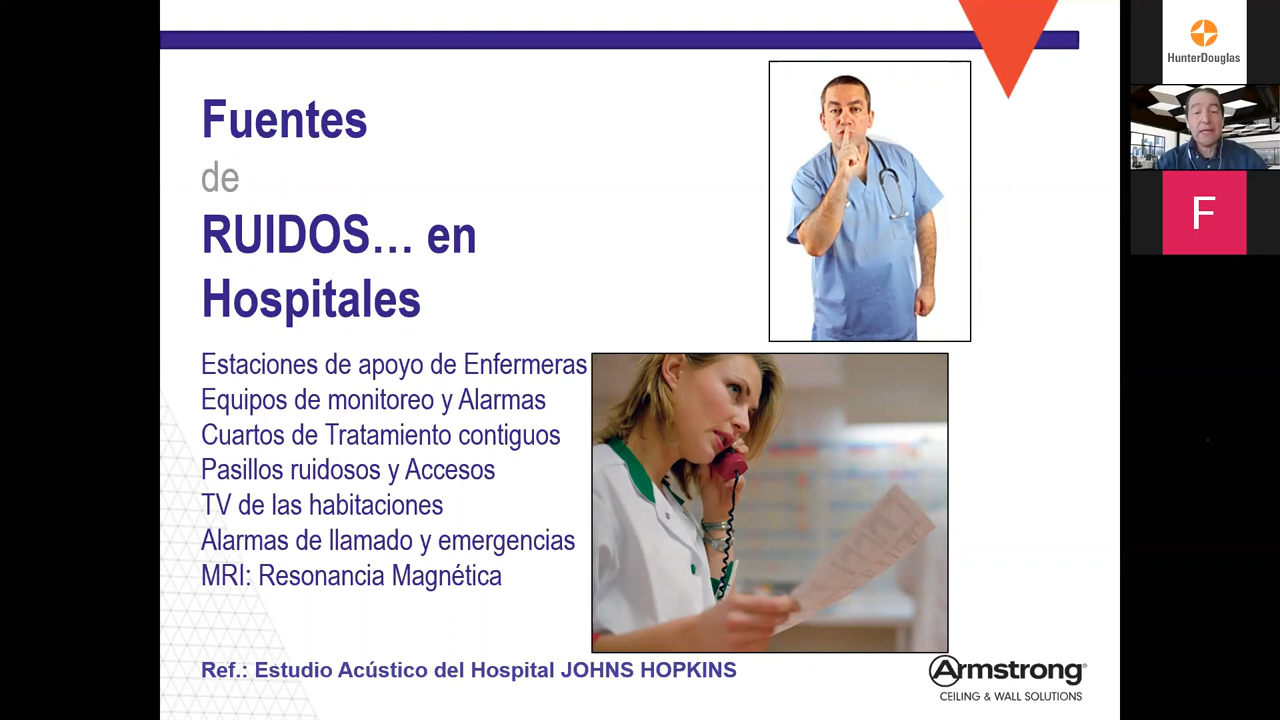 Fuentes
de
RUIDOS… en
Hospitales
Estaciones de apoyo de Enfermeras
Equipos de monitoreo y Alarmas
Cuartos de Tratamiento contiguos
Pasillos ruidosos y Accesos
TV de las habitaciones
Alarmas de llamado y emergencias
MRI: Resonancia Magnética
Ref.: Estudio Acústico del Hospital JOHNS HOPKINS
Armstrong®
CEILING & WALL SOLUTIONS
HunterDouglas
F